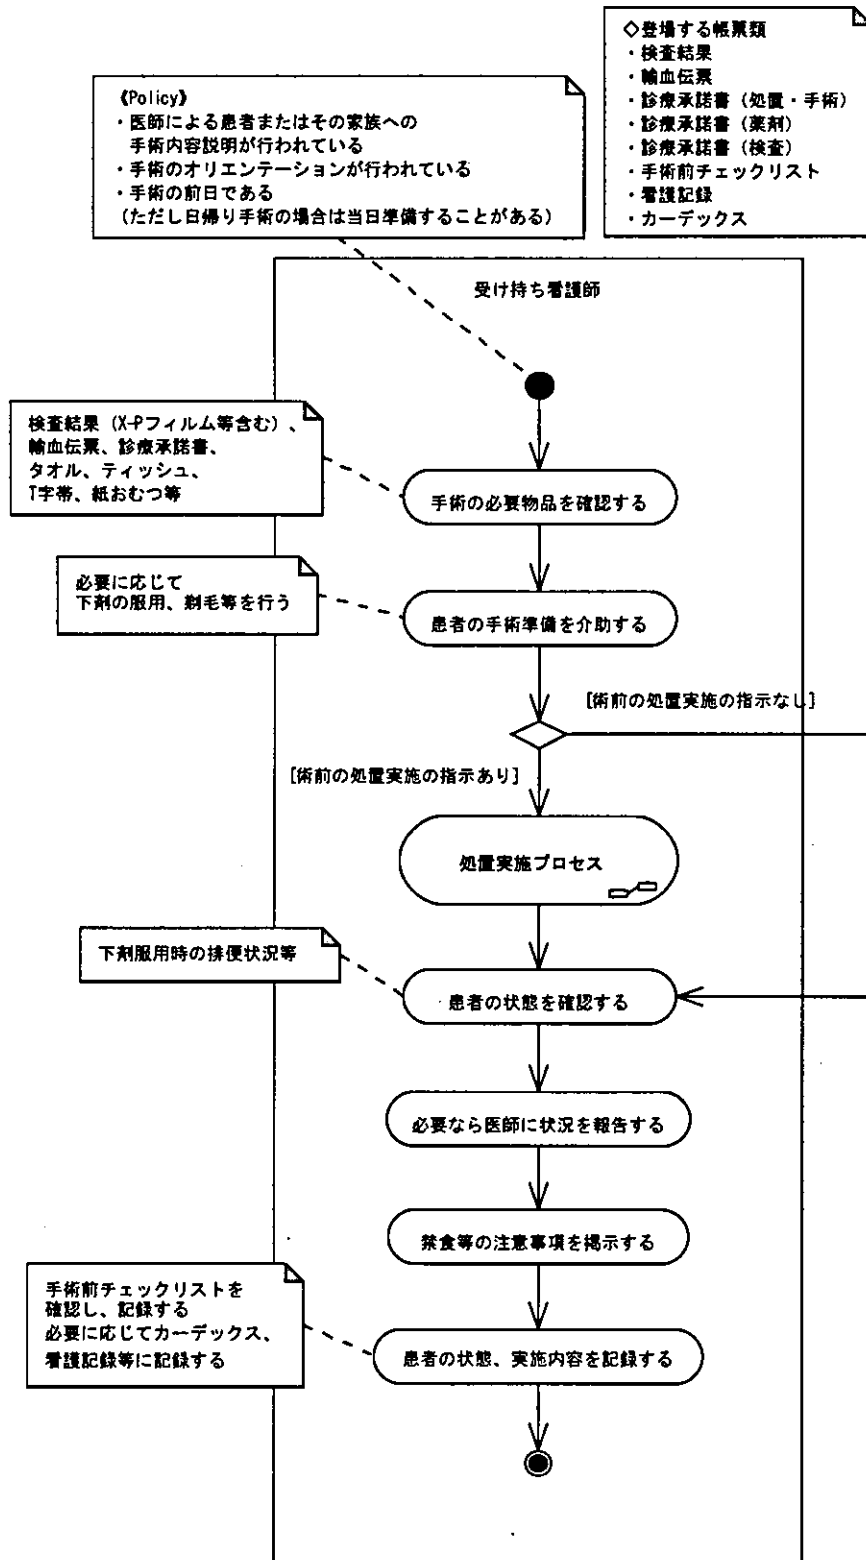 ◇登場する帳票類
・検査結果
・輸血伝票
・診療承諾書（処置・手術）
・診療承諾書（薬剤）
・診療承諾書（検査）
・手術前チェックリスト
・看護記録
・カーデックス
《Policy》
・医師による患者またはその家族への
手術内容説明が行われている
・手術のオリエンテーションが行われている
・手術の前日である
（ただし日帰り手術の場合は当日準備することがある）
受け持ち看護師
検査結果（X-Pフィルム等含む）、
輸血伝票、診療承諾書、
タオル、ティッシュ、
T字帯、紙おむつ等
手術の必要物品を確認する
必要に応じて
下剤の服用、剃毛等を行う
患者の手術準備を介助する
[術前の処置実施の指示なし]
[術前の処置実施の指示あり]
処置実施プロセス
下剤服用時の排便状況等
患者の状態を確認する
必要なら医師に状況を報告する
禁食等の注意事項を掲示する
手術前チェックリストを
確認し、記録する
必要に応じてカーデックス、
看護記録等に記録する
患者の状態、実施内容を記録する